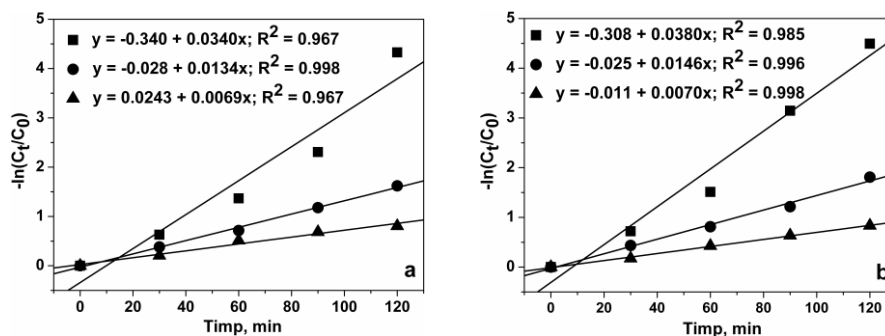 y = -0.340 + 0.0340x; R² = 0.967
y = -0.028 + 0.0134x; R² = 0.998
y = 0.0243 + 0.0069x; R² = 0.967
-ln(Cₜ/C₀)
5
4
3
2
1
0
0 20 40 60 80 100 120
Timp, min
a
y = -0.308 + 0.0380x; R² = 0.985
y = -0.025 + 0.0146x; R² = 0.996
y = -0.011 + 0.0070x; R² = 0.998
-ln(Cₜ/C₀)
5
4
3
2
1
0
0 20 40 60 80 100 120
Timp, min
b